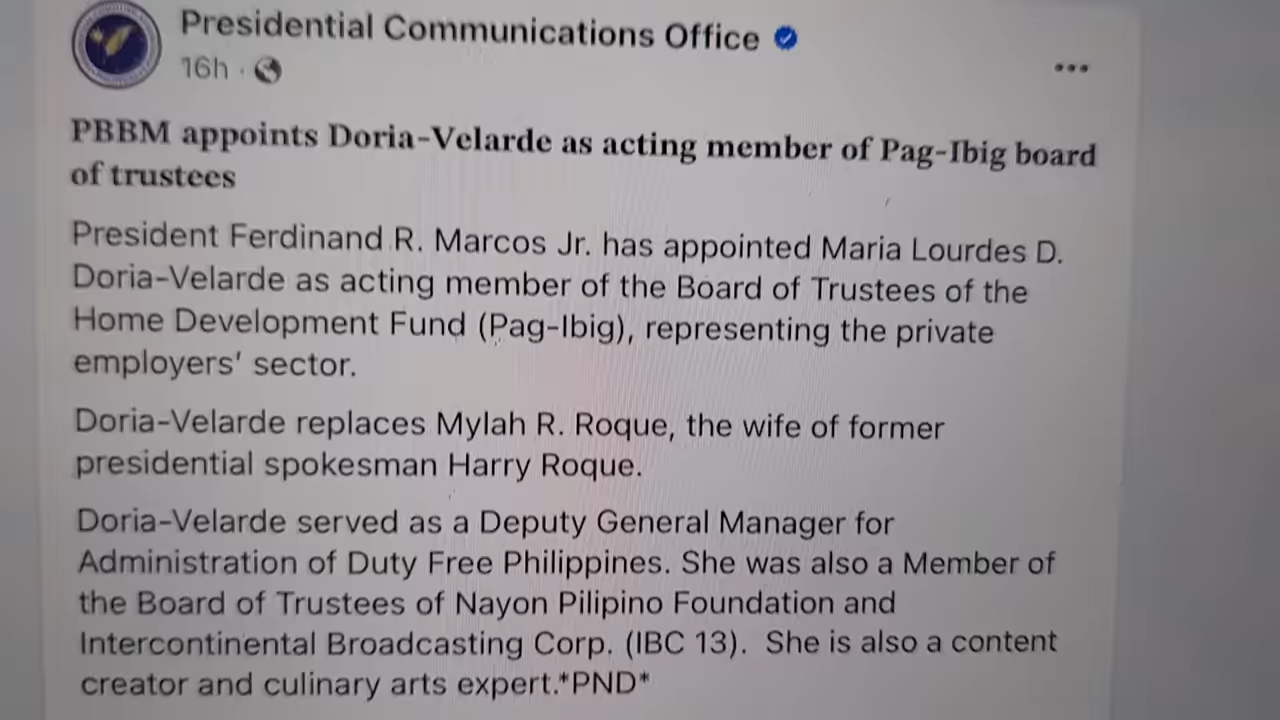 Presidential Communications Office
16h ·
PBBM appoints Doria-Velarde as acting member of Pag-Ibig board
of trustees
President Ferdinand R. Marcos Jr. has appointed Maria Lourdes D.
Doria-Velarde as acting member of the Board of Trustees of the
Home Development Fund (Pag-Ibig), representing the private
employers' sector.
Doria-Velarde replaces Mylah R. Roque, the wife of former
presidential spokesman Harry Roque.
Doria-Velarde served as a Deputy General Manager for
Administration of Duty Free Philippines. She was also a Member of
the Board of Trustees of Nayon Pilipino Foundation and
Intercontinental Broadcasting Corp. (IBC 13).  She is also a content
creator and culinary arts expert.*PND*